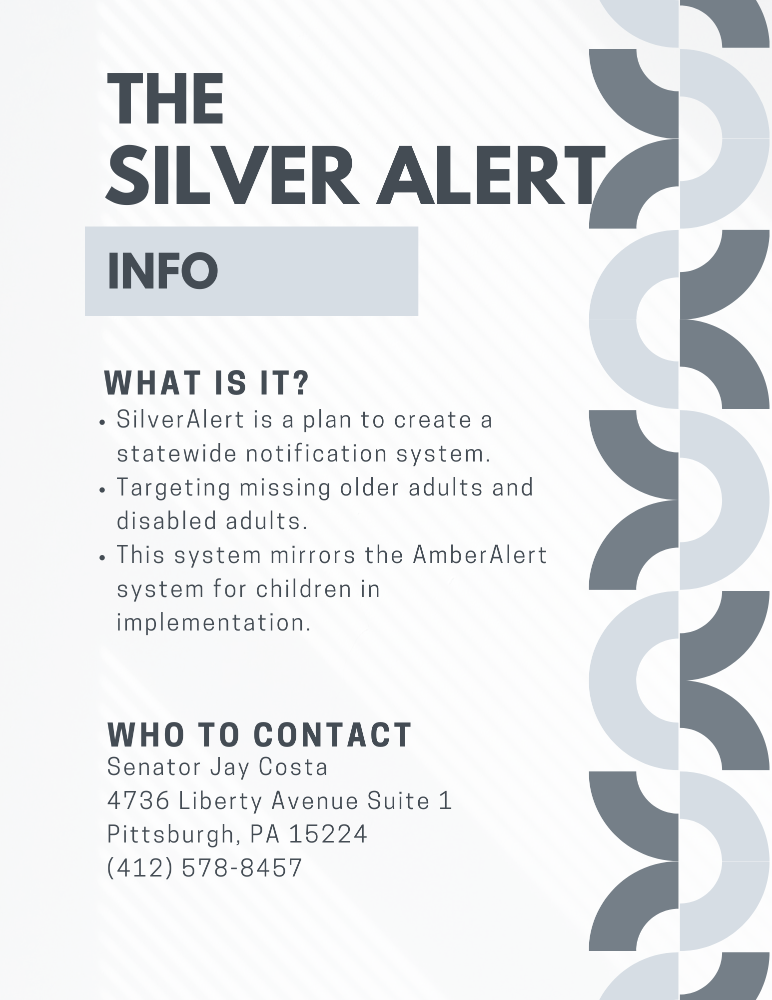 THE
SILVER ALERT
INFO
WHAT IS IT?
• SilverAlert is a plan to create a
statewide notification system.
• Targeting missing older adults and
disabled adults.
• This system mirrors the AmberAlert
system for children in
implementation.
WHO TO CONTACT
Senator Jay Costa
4736 Liberty Avenue Suite 1
Pittsburgh, PA 15224
(412) 578-8457